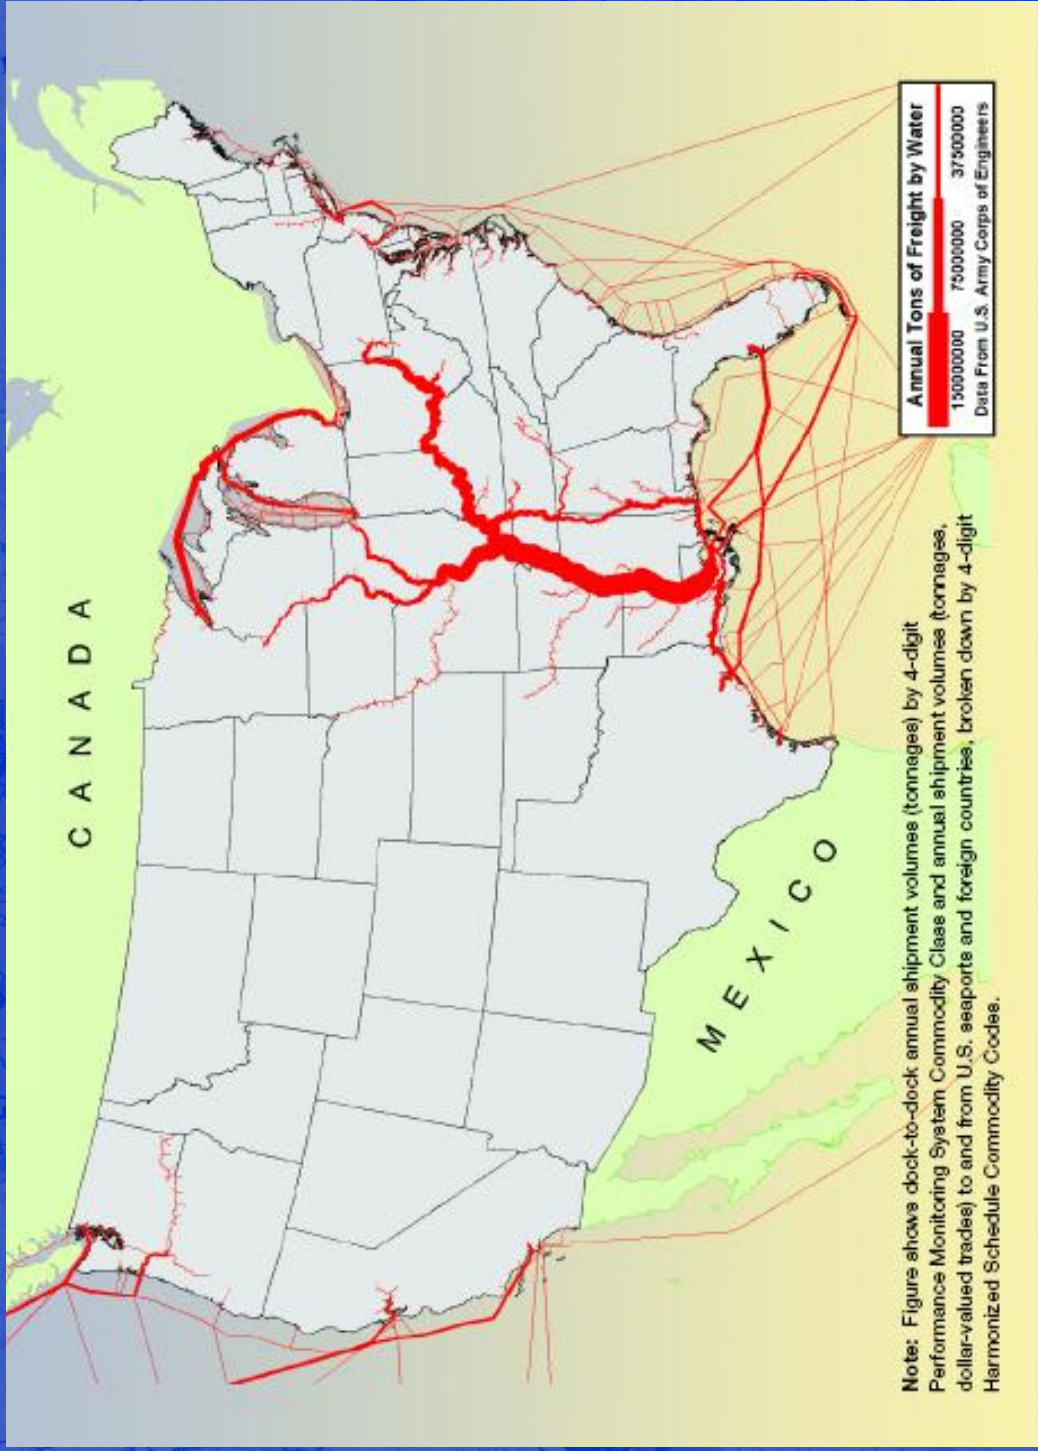 CANADA
MEXICO
Annual Tons of Freight by Water
150000000 75000000 37500000
Data From U.S. Army Corps of Engineers
Note: Figure shows dock-to-dock annual shipment volumes (tonnages) by 4-digit
Performance Monitoring System Commodity Class and annual shipment volumes (tonnages,
dollar-valued trades) to and from U.S. seaports and foreign countries, broken down by 4-digit
Harmonized Schedule Commodity Codes.